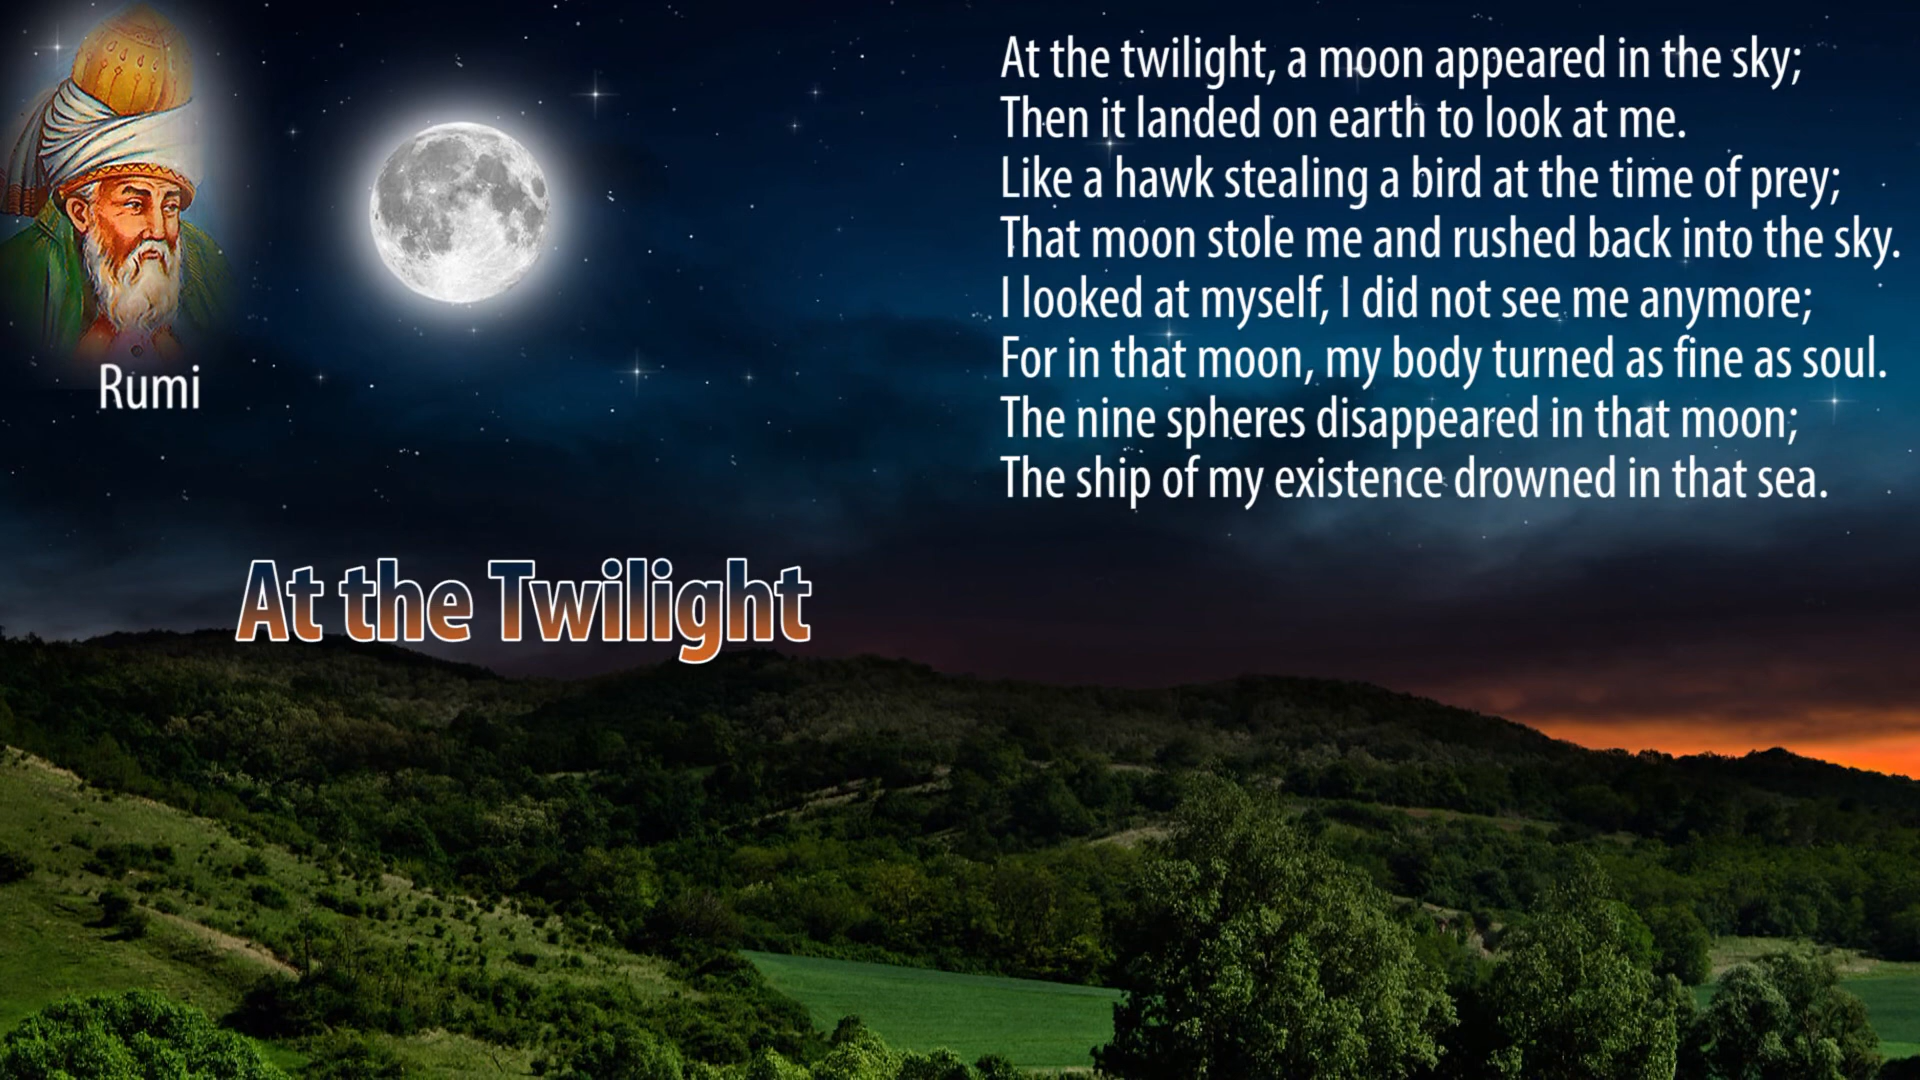 Rumi
At the Twilight
At the twilight, a moon appeared in the sky;
Then it landed on earth to look at me.
Like a hawk stealing a bird at the time of prey;
That moon stole me and rushed back into the sky.
I looked at myself, I did not see me anymore;
For in that moon, my body turned as fine as soul.
The nine spheres disappeared in that moon;
The ship of my existence drowned in that sea.